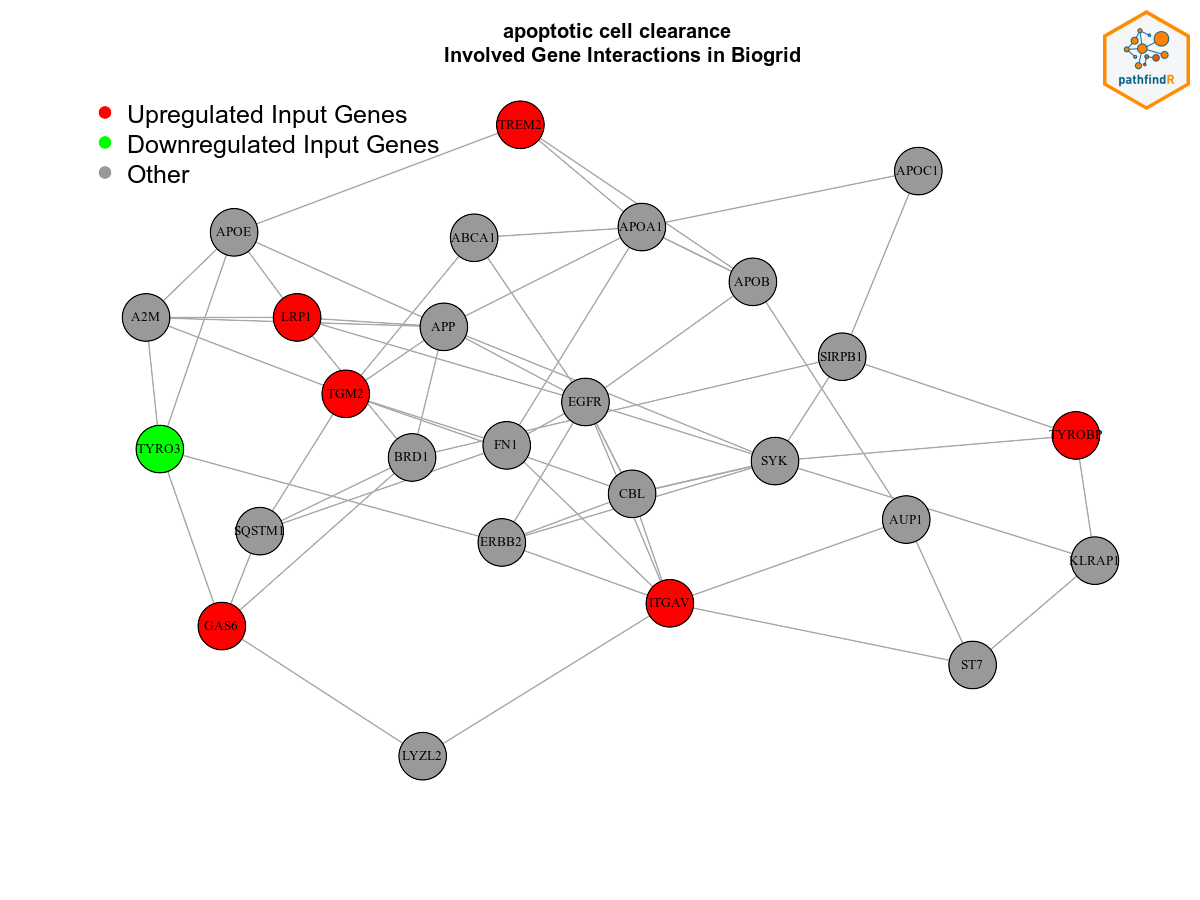 apoptotic cell clearance
Involved Gene Interactions in Biogrid
pathfindR
Upregulated Input Genes
Downregulated Input Genes
Other
TREM2
APOC1
APOE
ABCA1
APOA1
APOB
A2M
LRP1
APP
SIRPB1
TGM2
EGFR
TYROBP
TYRO3
BRD1
FN1
SYK
CBL
AUP1
SQSTM1
ERBB2
KLRAP1
ITGAV
GAS6
ST7
LYZL2